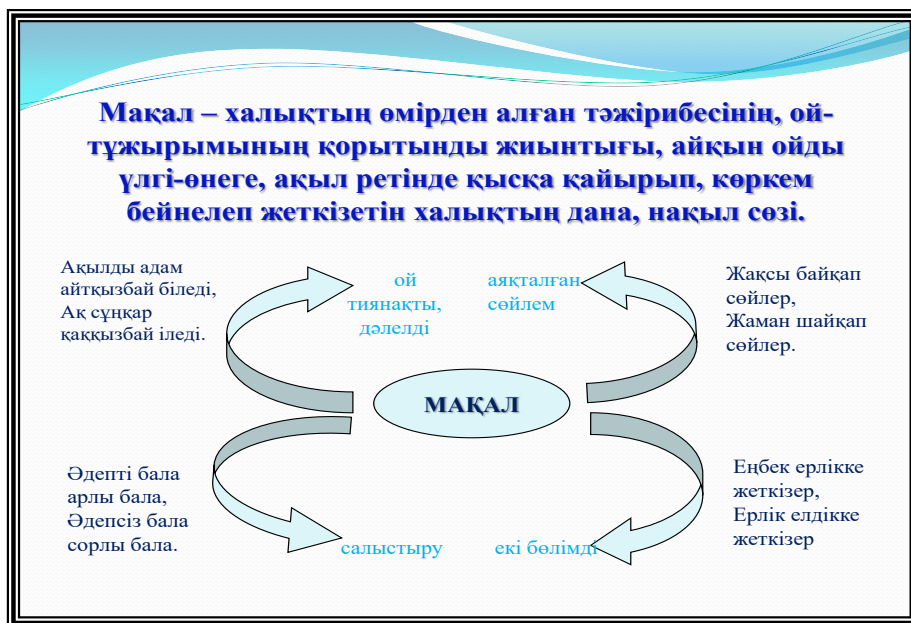 Мақал – халықтың өмірден алған тәжірибесінің, ой-
тұжырымының қорытынды жиынтығы, айқын ойды
үлгі-өнеге, ақыл ретінде қысқа қайырып, көркем
бейнелеп жеткізетін халықтың дана, нақыл сөзі.
Ақылды адам
айтқызбай біледі,
Ақ сұңқар
қаққызбай іледі.
ой
тиянақты,
дәлелді
аяқталған
сөйлем
Жақсы байқап
сөйлер,
Жаман шайқап
сөйлер.
МАҚАЛ
Әдепті бала
арлы бала,
Әдепсіз бала
сорлы бала.
салыстыру
екі бөлімді
Еңбек ерлікке
жеткізер,
Ерлік елдікке
жеткізер